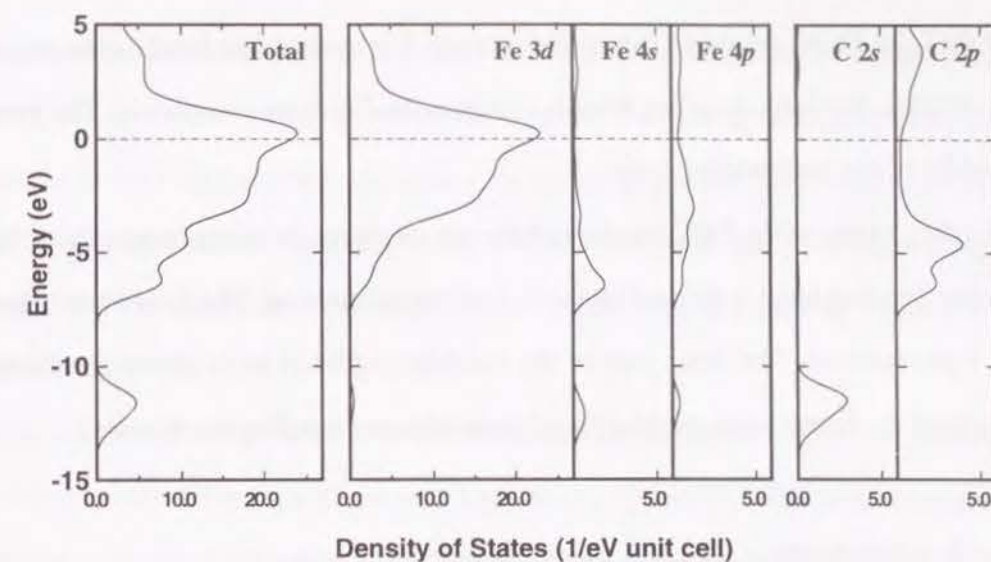 5
0
-5
-10
-15
Energy (eV)
Total
Fe 3d
Fe 4s
Fe 4p
C 2s
C 2p
0.0 10.0 20.0
0.0 10.0 20.0
5.0
5.0
0.0 5.0
5.0
Density of States (1/eV unit cell)